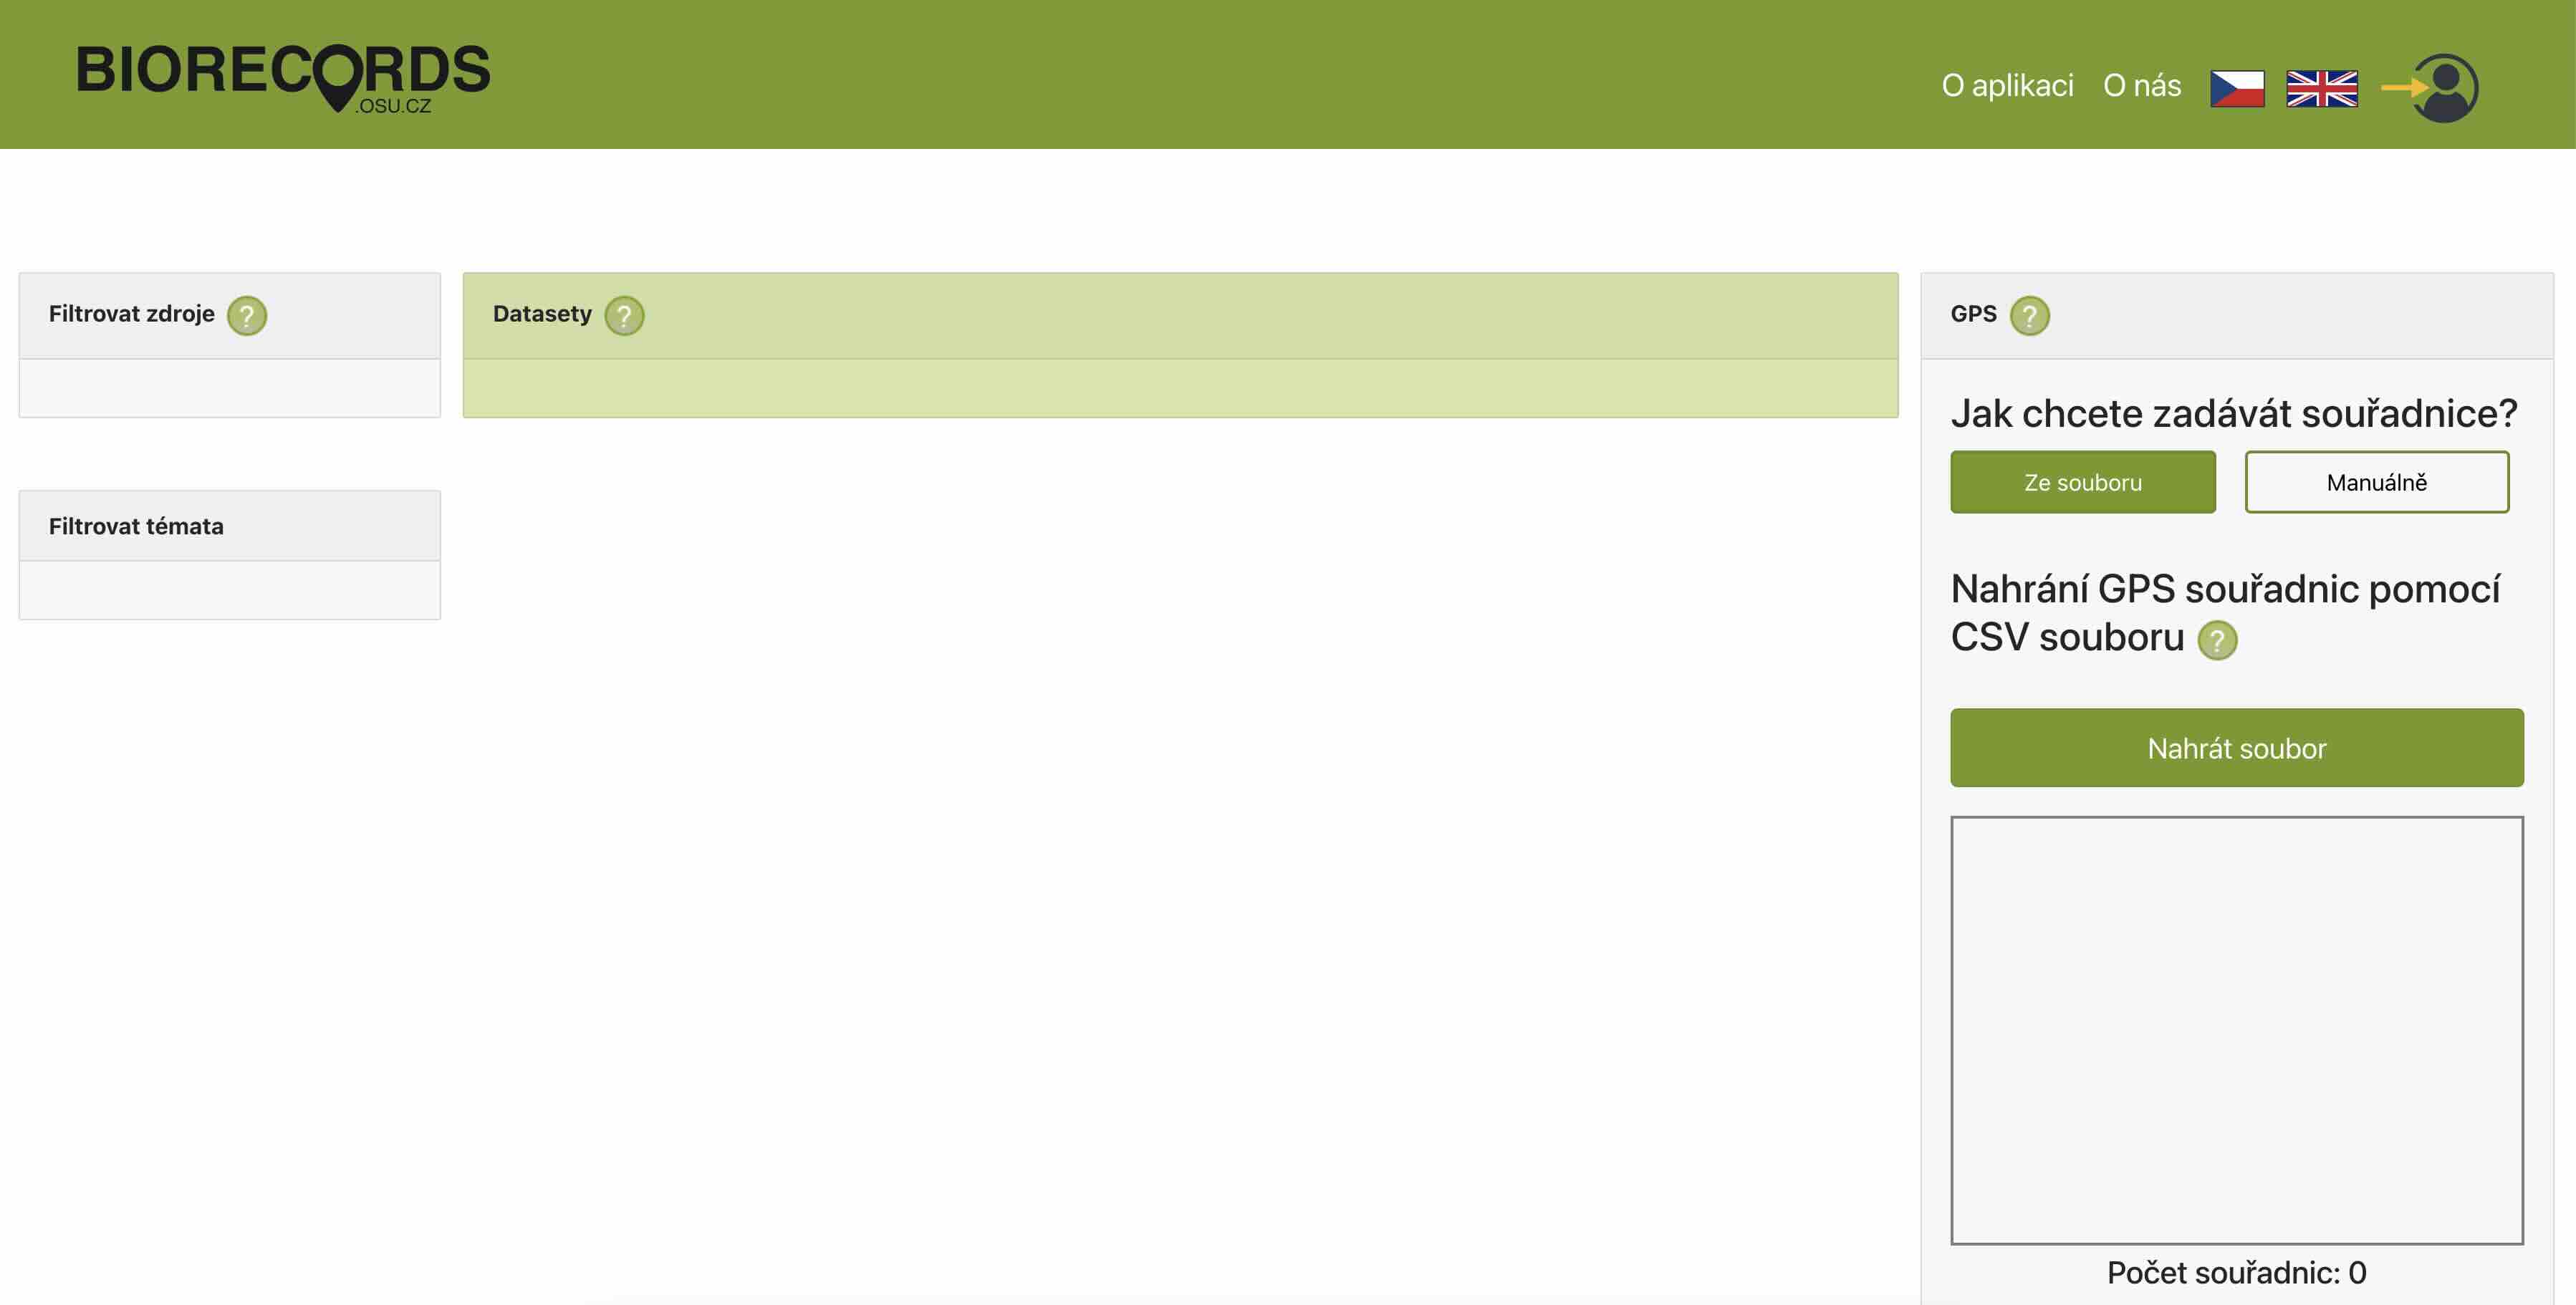 BIORECORDS
.OSU.CZ
O aplikaci O nás
Filtrovat zdroje ?
Filtrovat témata
Datasety ?
GPS ?
Jak chcete zadávát souřadnice?
Ze souboru Manuálně
Nahrání GPS souřadnic pomocí
CSV souboru ?
Nahrát soubor
Počet souřadnic: 0